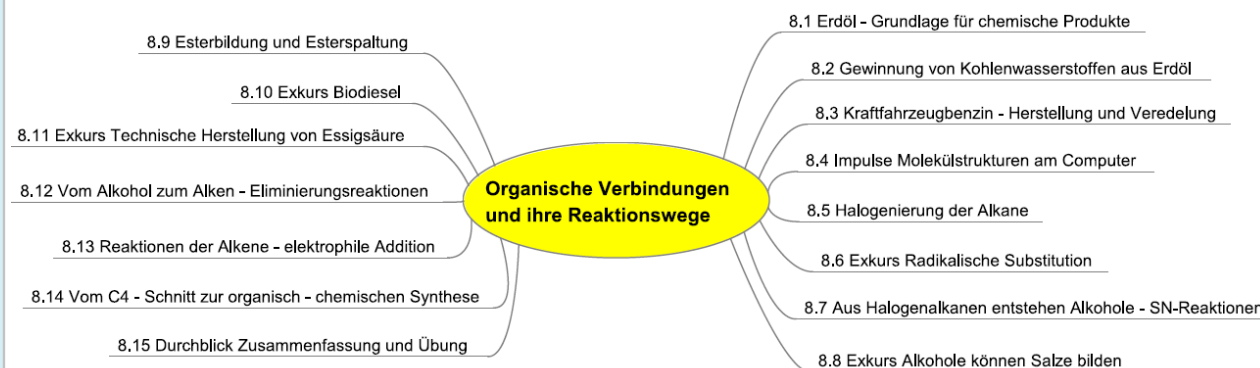 8.1 Erdöl - Grundlage für chemische Produkte
8.2 Gewinnung von Kohlenwasserstoffen aus Erdöl
8.3 Kraftfahrzeugbenzin - Herstellung und Veredelung
8.4 Impulse Molekülstrukturen am Computer
8.5 Halogenierung der Alkane
8.6 Exkurs Radikalische Substitution
8.7 Aus Halogenalkanen entstehen Alkohole - SN-Reaktionen
8.8 Exkurs Alkohole können Salze bilden
Organische Verbindungen
und ihre Reaktionswege
8.9 Esterbildung und Esterspaltung
8.10 Exkurs Biodiesel
8.11 Exkurs Technische Herstellung von Essigsäure
8.12 Vom Alkohol zum Alken - Eliminierungsreaktionen
8.13 Reaktionen der Alkene - elektrophile Addition
8.14 Vom C4 - Schnitt zur organisch - chemischen Synthese
8.15 Durchblick Zusammenfassung und Übung